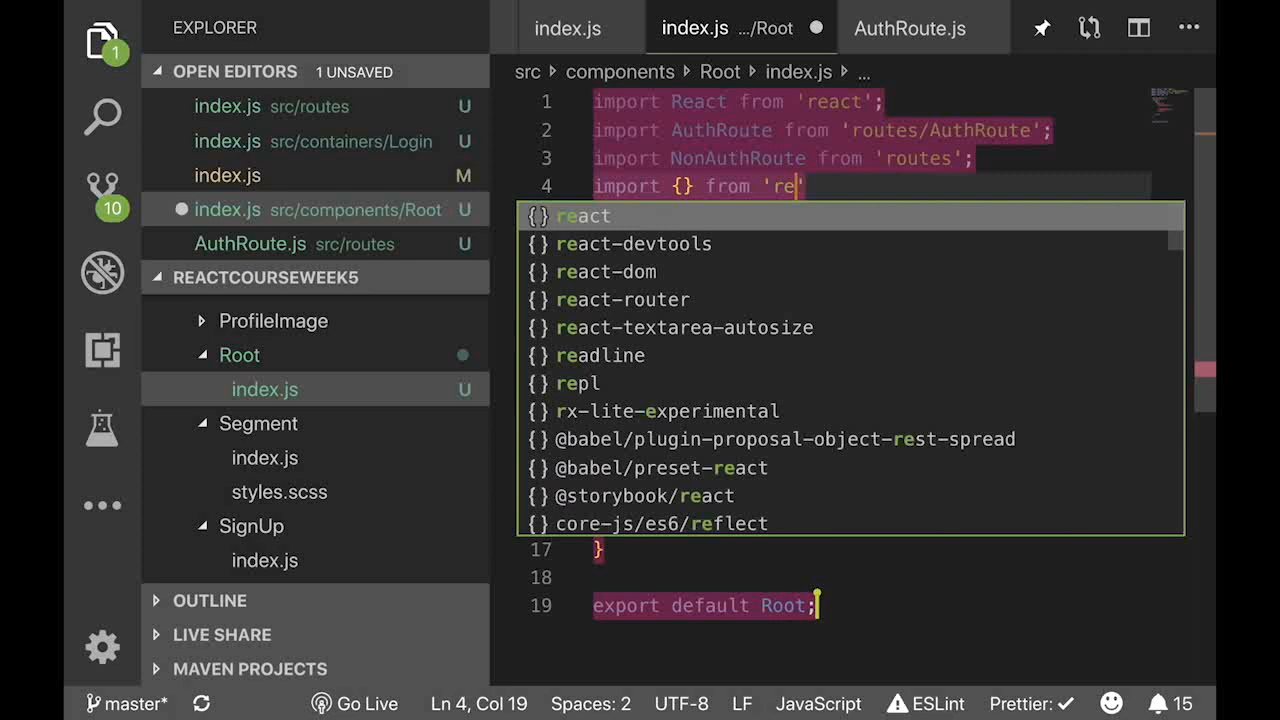 EXPLORER
OPEN EDITORS 1 UNSAVED
index.js src/routes U
index.js src/containers/Login U
index.js M
index.js src/components/Root U
AuthRoute.js src/routes U
REACTCOURSEWEEK5
ProfileImage
Root
index.js U
Segment
index.js
styles.scss
SignUp
index.js
OUTLINE
LIVE SHARE
MAVEN PROJECTS
1
10
index.js
index.js .../Root
AuthRoute.js
src components Root index.js ...
1 import React from 'react';
2 import AuthRoute from 'routes/AuthRoute';
3 import NonAuthRoute from 'routes';
4 import {} from 're'
{} react
{} react-devtools
{} react-dom
{} react-router
{} react-textarea-autosize
{} readline
{} repl
{} rx-lite-experimental
{} @babel/plugin-proposal-object-rest-spread
{} @babel/preset-react
{} @storybook/react
{} core-js/es6/reflect
17 }
18
19 export default Root;
master* Go Live Ln 4, Col 19 Spaces: 2 UTF-8 LF JavaScript ESLint Prettier: ✓ 15